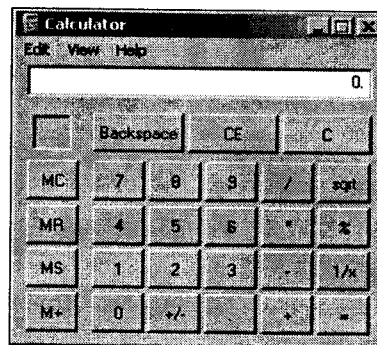 Calculator
Edit View Help
0.
Backspace CE C
MC 7 8 9 / sqrt
MR 4 5 6 * %
MS 1 2 3 - 1/x
M+ 0 +/- . + =